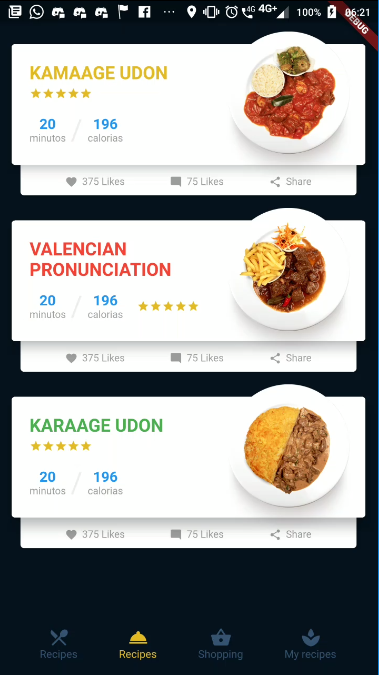 4G 4G+ 100% 06:21
DEBUG
KAMAAGE UDON
20 196
minutos calorias
375 Likes 75 Likes Share
VALENCIAN
PRONUNCIATION
20 196
minutos calorias
375 Likes 75 Likes Share
KARAAGE UDON
20 196
minutos calorias
375 Likes 75 Likes Share
Recipes Recipes Shopping My recipes